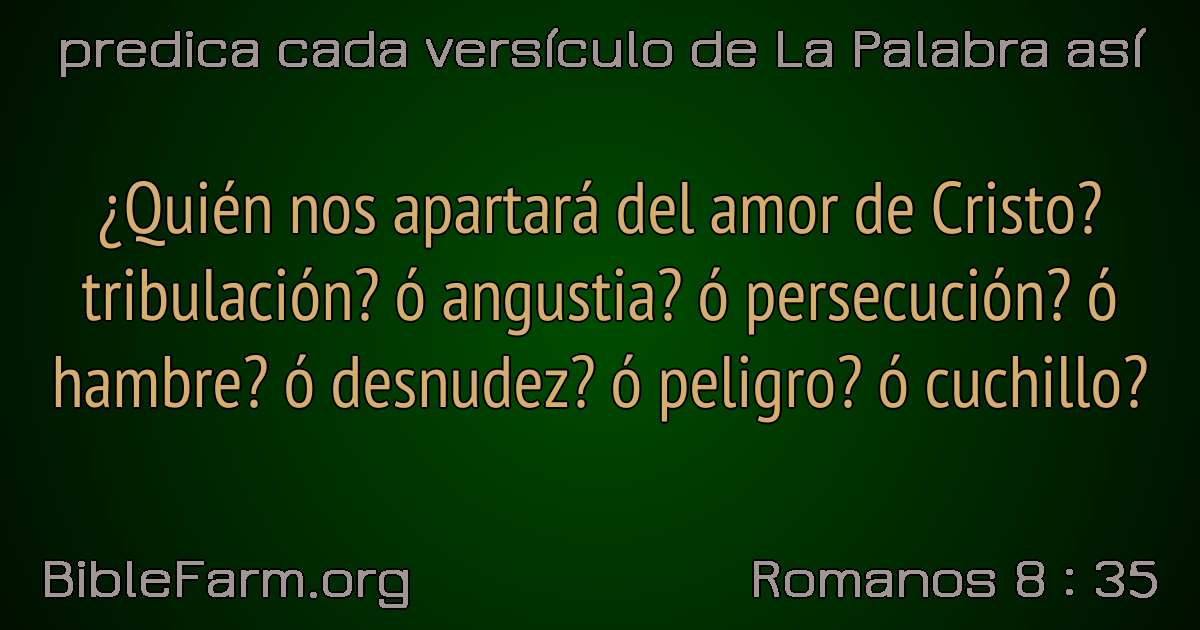 predica cada versículo de La Palabra así
¿Quién nos apartará del amor de Cristo?
tribulación? ó angustia? ó persecución? ó
hambre? ó desnudez? ó peligro? ó cuchillo?
BibleFarm.org
Romanos 8 : 35